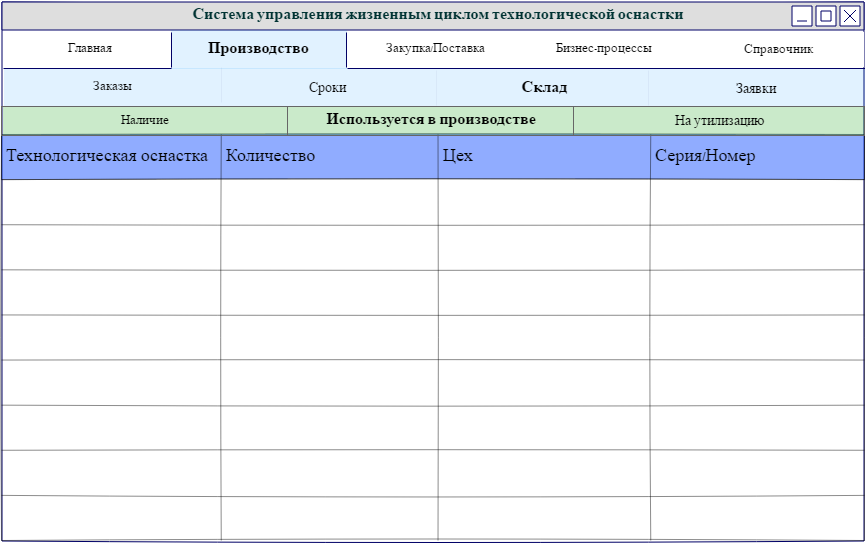 Система управления жизненным циклом технологической оснастки
Главная Производство Закупка/Поставка Бизнес-процессы Справочник
Заказы Сроки Склад Заявки
Наличие Используется в производстве На утилизацию
Технологическая оснастка Количество Цех Серия/Номер